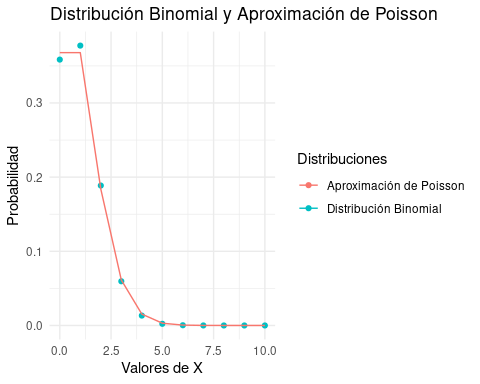 Distribución Binomial y Aproximación de Poisson
Probabilidad
0.3
0.2
0.1
0.0
0.0 2.5 5.0 7.5 10.0
Valores de X
Distribuciones
Aproximación de Poisson
Distribución Binomial